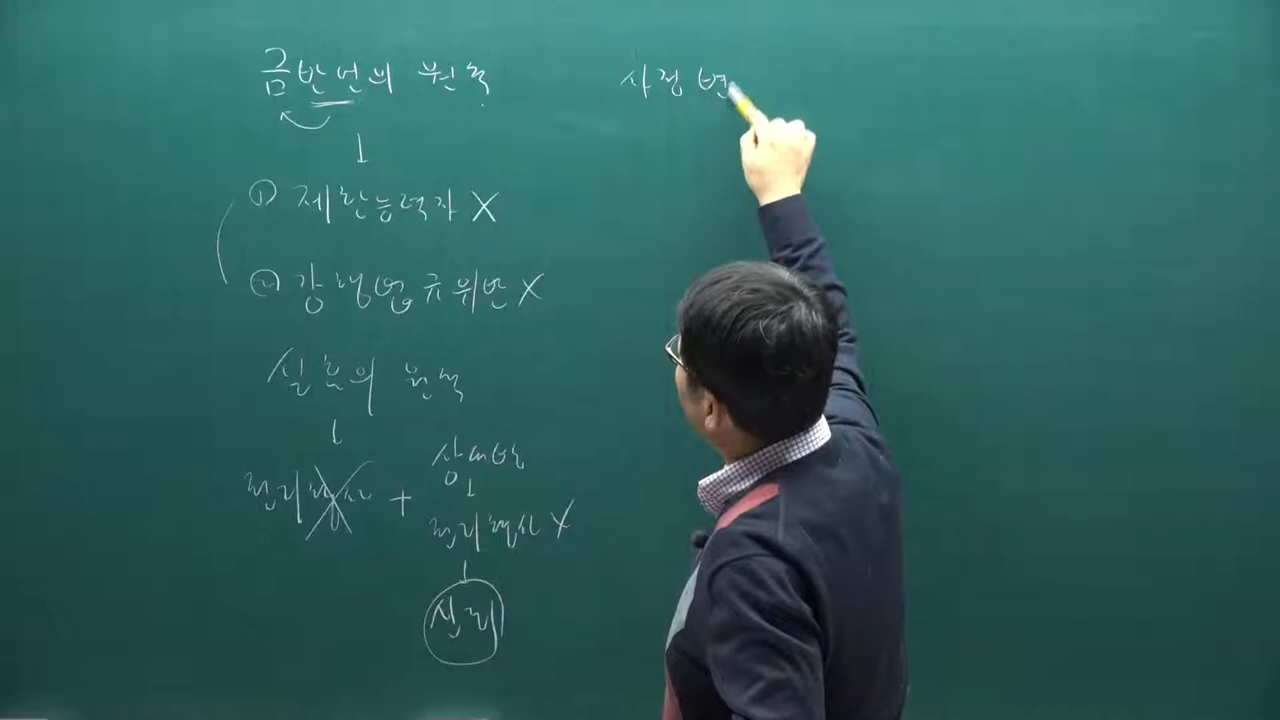 금반언의 원칙
↓
① 제한능력자 X
② 강행법규위반 X
실효의 원칙
↓
권리행사 + 상대방
↓
권리행사 X
↓
신뢰
사정 변